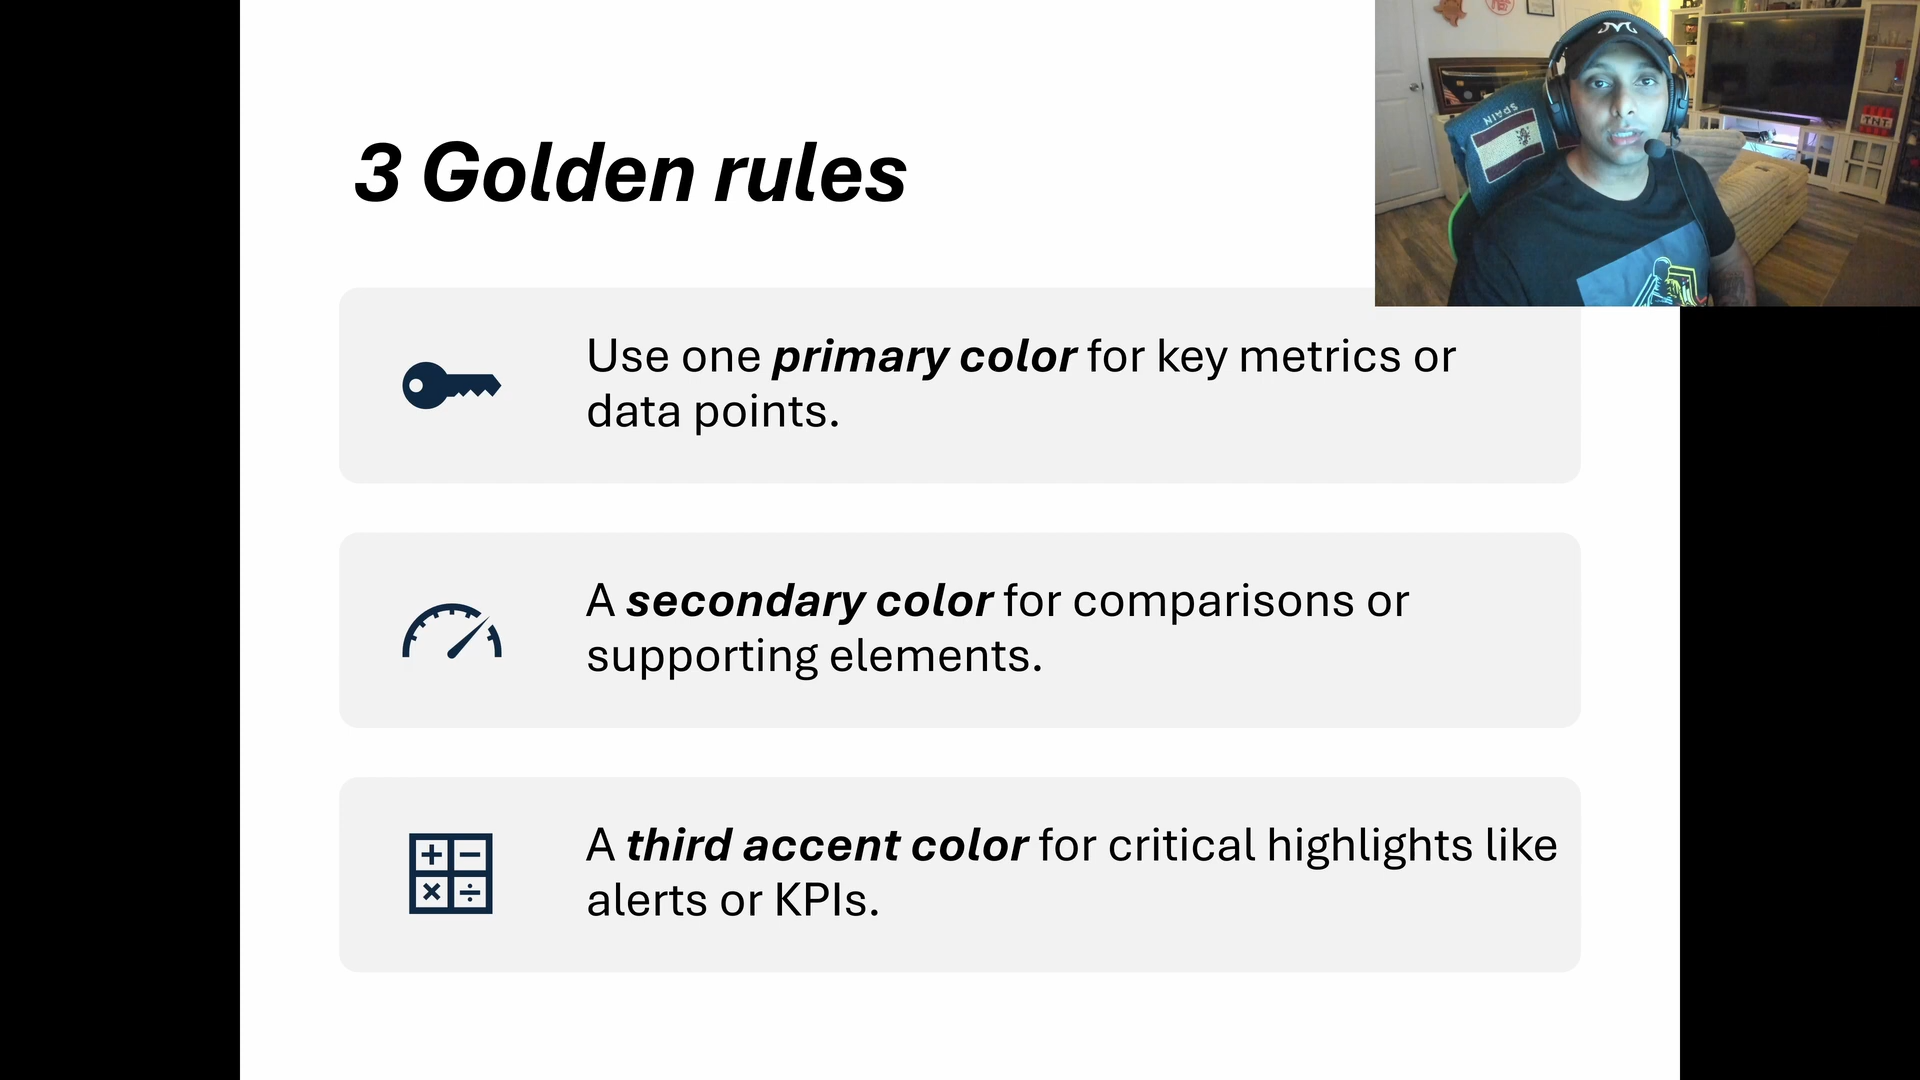 3 Golden rules
Use one primary color for key metrics or
data points.
A secondary color for comparisons or
supporting elements.
A third accent color for critical highlights like
alerts or KPIs.
SPAIN
TNT